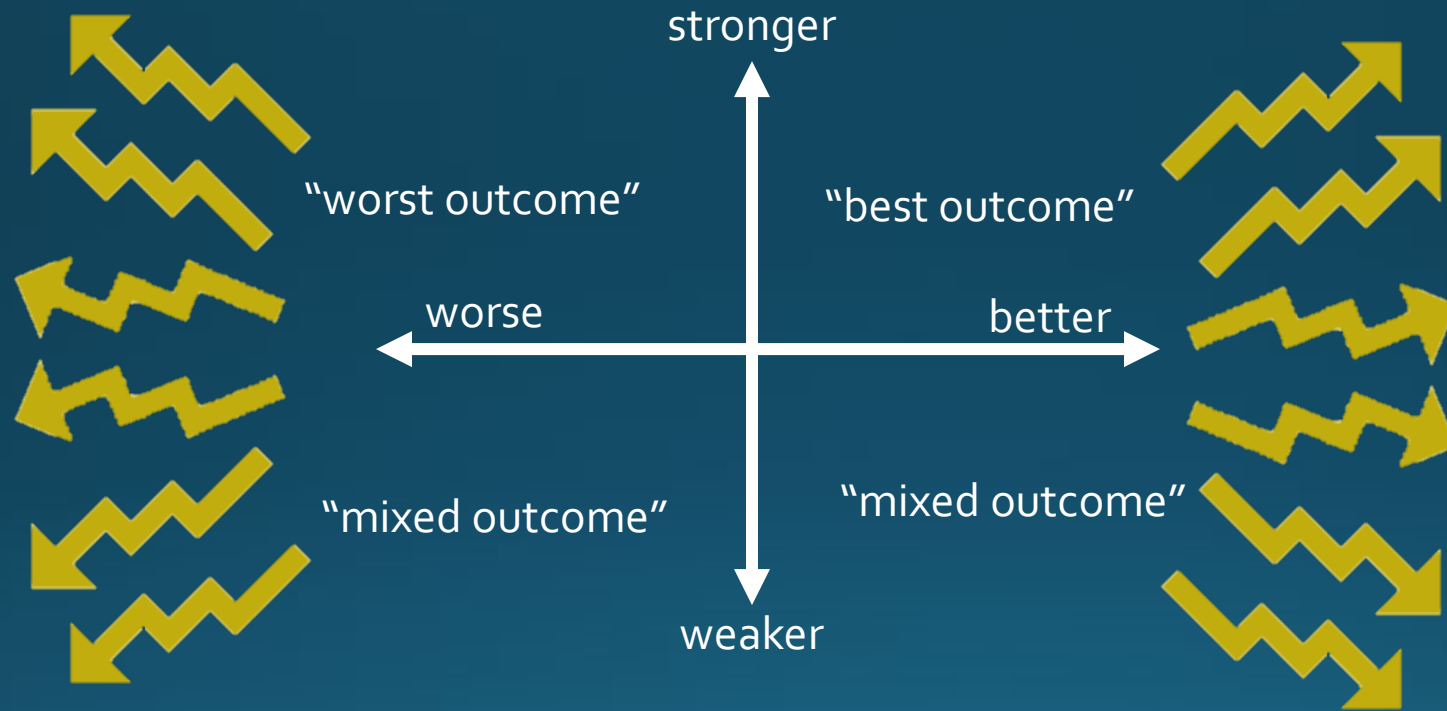 stronger
“worst outcome”
“best outcome”
worse
better
“mixed outcome”
“mixed outcome”
weaker